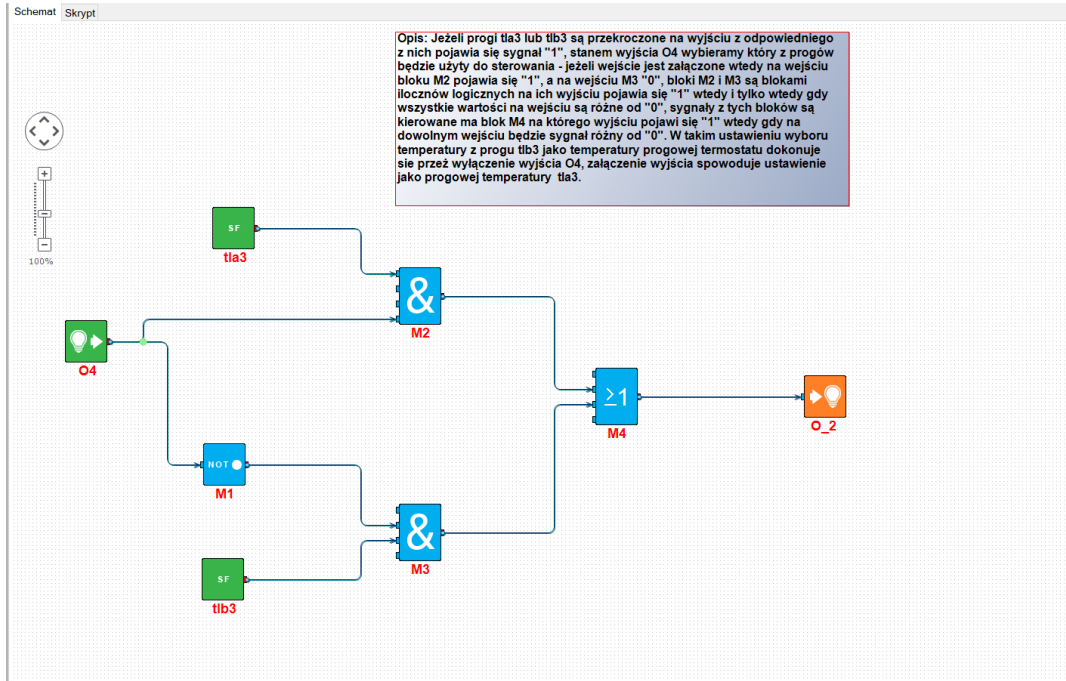 Schemat Skrypt
Opis: Jeżeli progi tla3 lub tlb3 są przekroczone na wyjściu z odpowiedniego
z nich pojawia się sygnał "1", stanem wyjścia O4 wybieramy który z progów
będzie użyty do sterowania - jeżeli wejście jest załączone wtedy na wejściu
bloku M2 pojawia się "1", a na wejściu M3 "0", bloki M2 i M3 są blokami
ilocznów logicznych na ich wyjściu pojawia się "1" wtedy i tylko wtedy gdy
wszystkie wartości na wejściu są różne od "0", sygnały z tych bloków są
kierowane ma blok M4 na którego wyjściu pojawi się "1" wtedy gdy na
dowolnym wejściu będzie sygnał różny od "0". W takim ustawieniu wyboru
temperatury z progu tlb3 jako temperatury progowej termostatu dokonuje
sie przeż wyłączenie wyjścia O4, załączenie wyjścia spowoduje ustawienie
jako progowej temperatury tla3.
100%
SF
tla3
&
M2
O4
≥1
M4
O_2
NOT
M1
&
M3
SF
tlb3